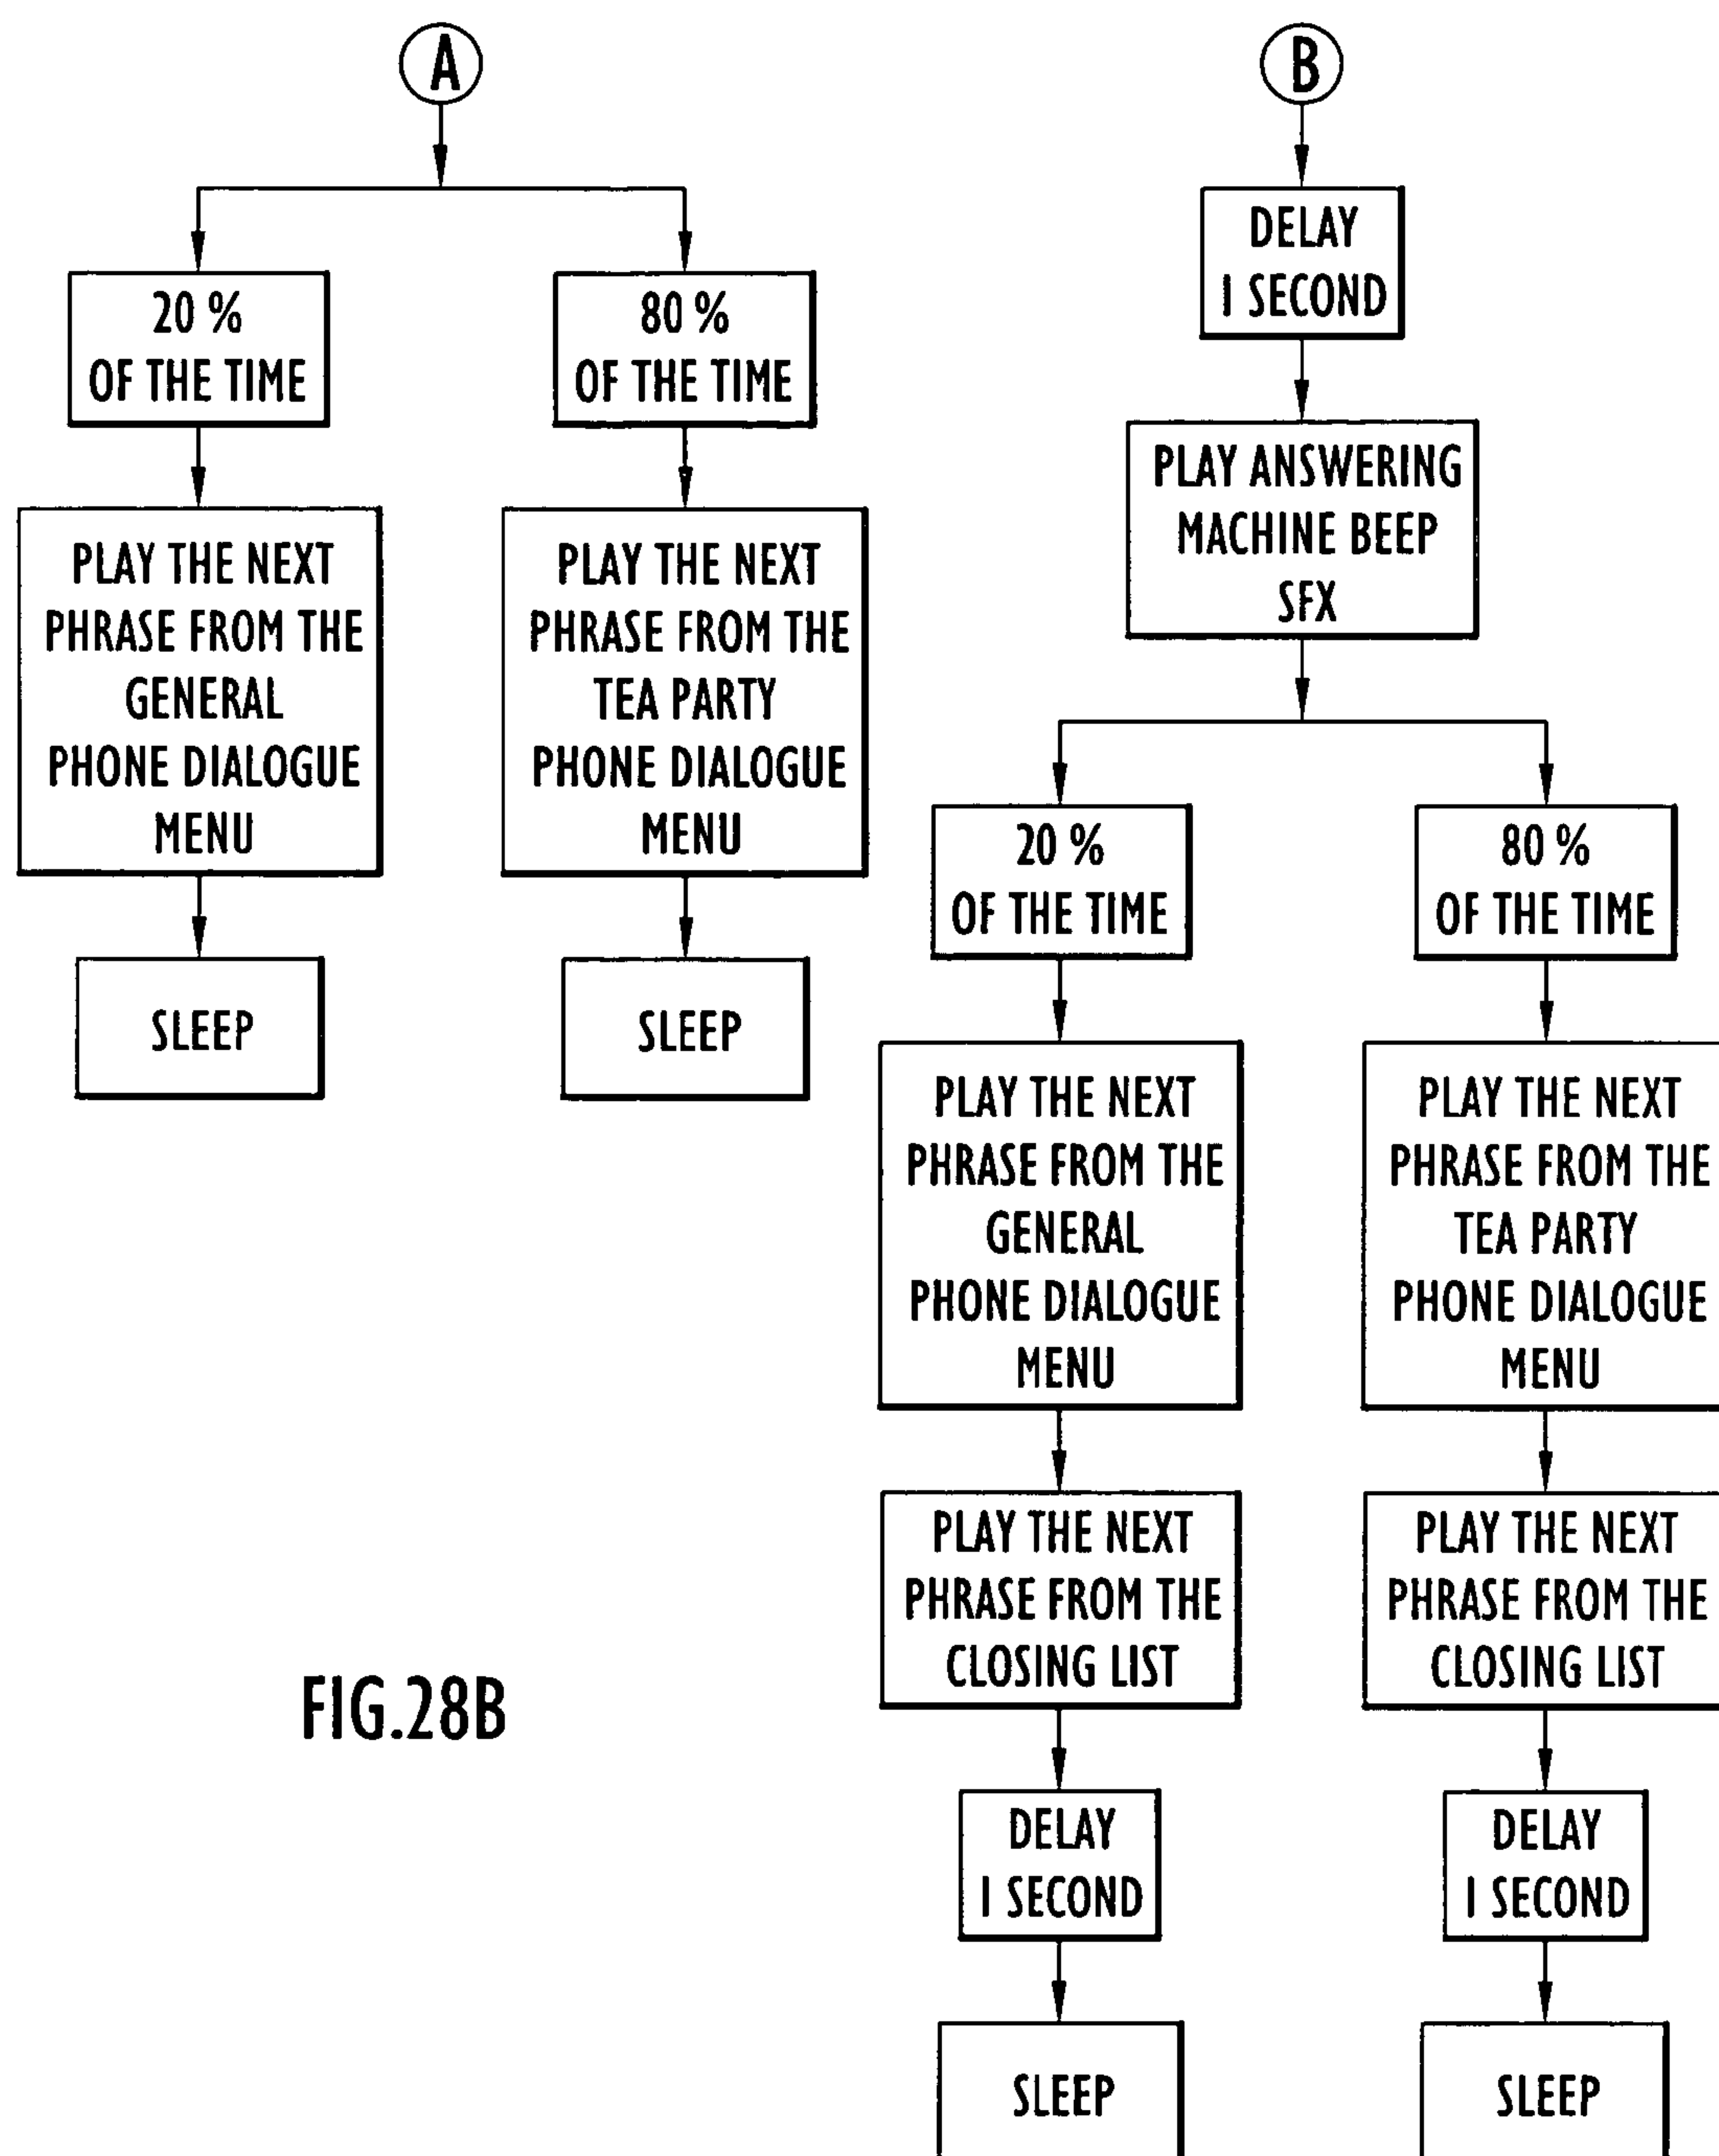 A
20 %
OF THE TIME
PLAY THE NEXT
PHRASE FROM THE
GENERAL
PHONE DIALOGUE
MENU
SLEEP
80 %
OF THE TIME
PLAY THE NEXT
PHRASE FROM THE
TEA PARTY
PHONE DIALOGUE
MENU
SLEEP
B
DELAY
1 SECOND
PLAY ANSWERING
MACHINE BEEP
SFX
20 %
OF THE TIME
PLAY THE NEXT
PHRASE FROM THE
GENERAL
PHONE DIALOGUE
MENU
PLAY THE NEXT
PHRASE FROM THE
CLOSING LIST
DELAY
1 SECOND
SLEEP
80 %
OF THE TIME
PLAY THE NEXT
PHRASE FROM THE
TEA PARTY
PHONE DIALOGUE
MENU
PLAY THE NEXT
PHRASE FROM THE
CLOSING LIST
DELAY
1 SECOND
SLEEP
FIG.28B